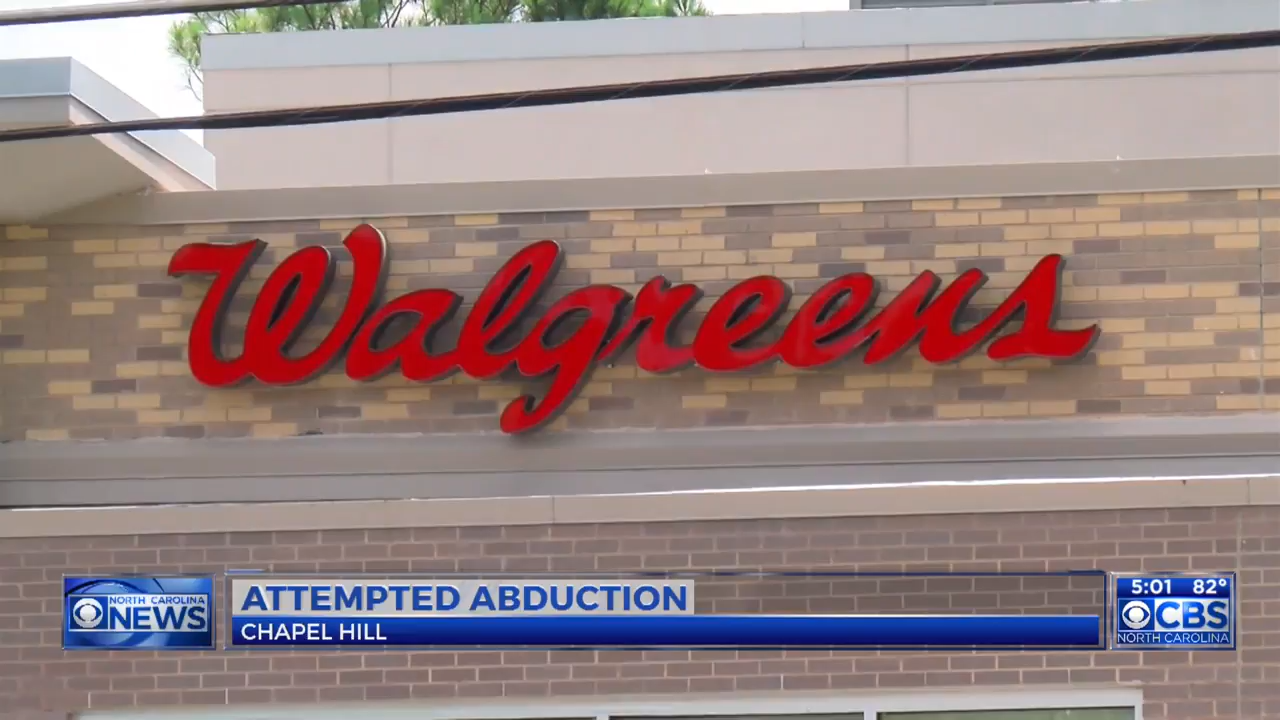 Walgreens
NORTH CAROLINA
NEWS
ATTEMPTED ABDUCTION
CHAPEL HILL
5:01 82°
CBS
NORTH CAROLINA